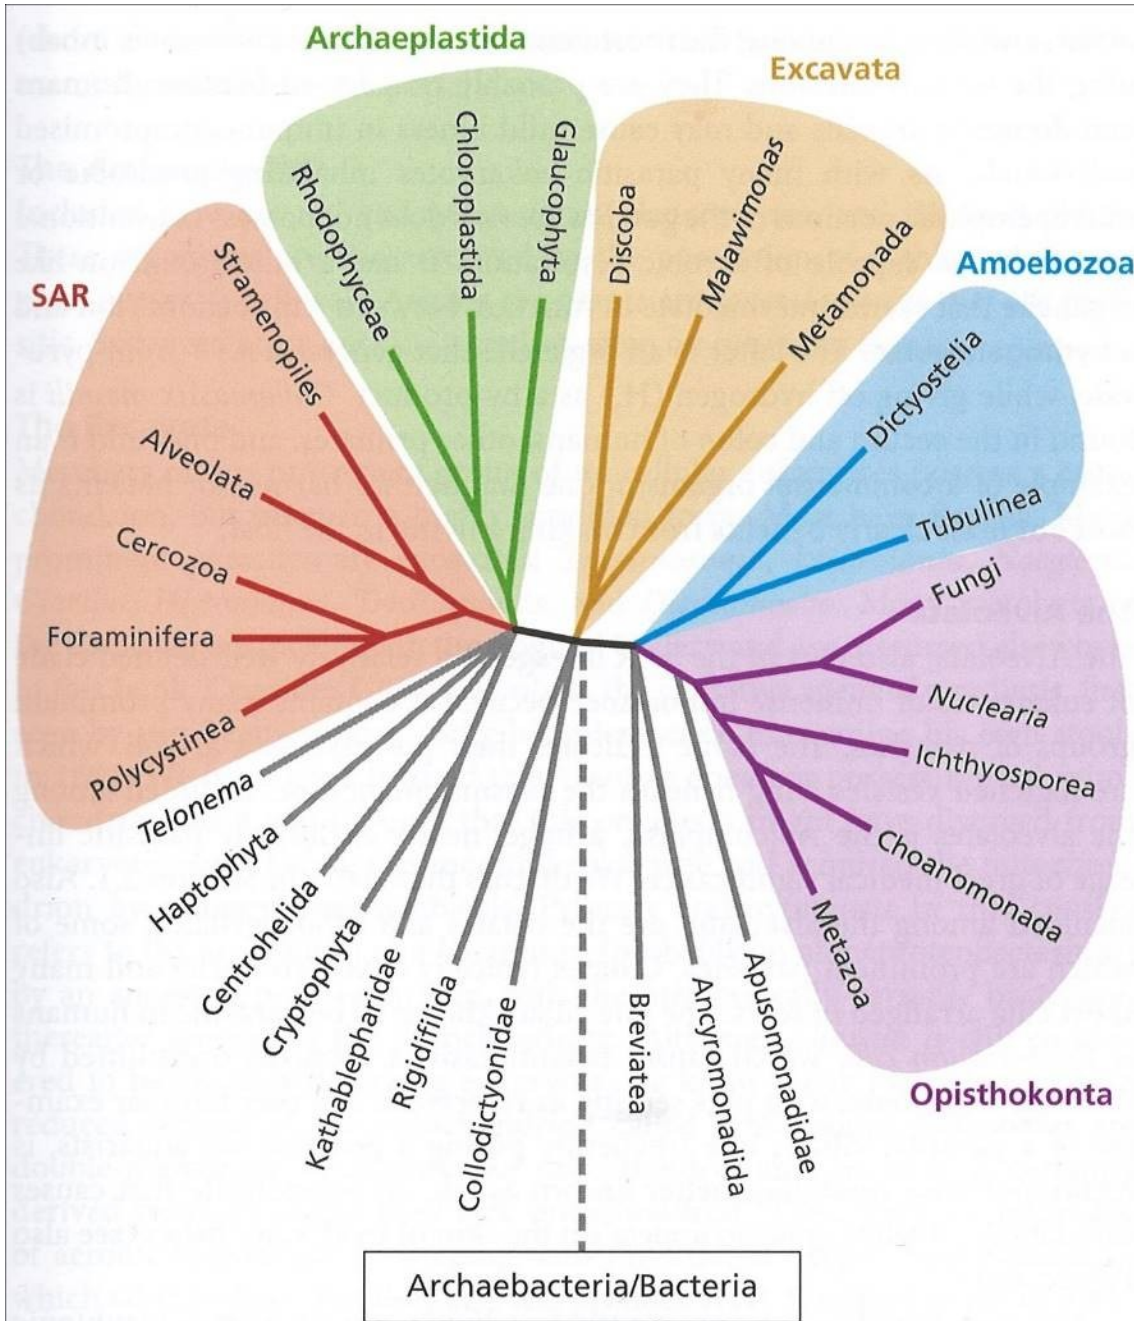 Archaeplastida
Excavata
Amoebozoa
SAR
Opisthokonta
Rhodophyceae
Chloroplastida
Glaucophyta
Discoba
Malawimonas
Metamonada
Dictyostelia
Tubulinea
Fungi
Nuclearia
Ichthyosporea
Choanomonada
Metazoa
Stramenopiles
Alveolata
Cercozoa
Foraminifera
Polycystinea
Telonema
Haptophyta
Centrohelida
Cryptophyta
Kathablepharidae
Rigidifilida
Collodictyonidae
Breviatea
Ancyromonadida
Apusomonadidae
Archaebacteria/Bacteria